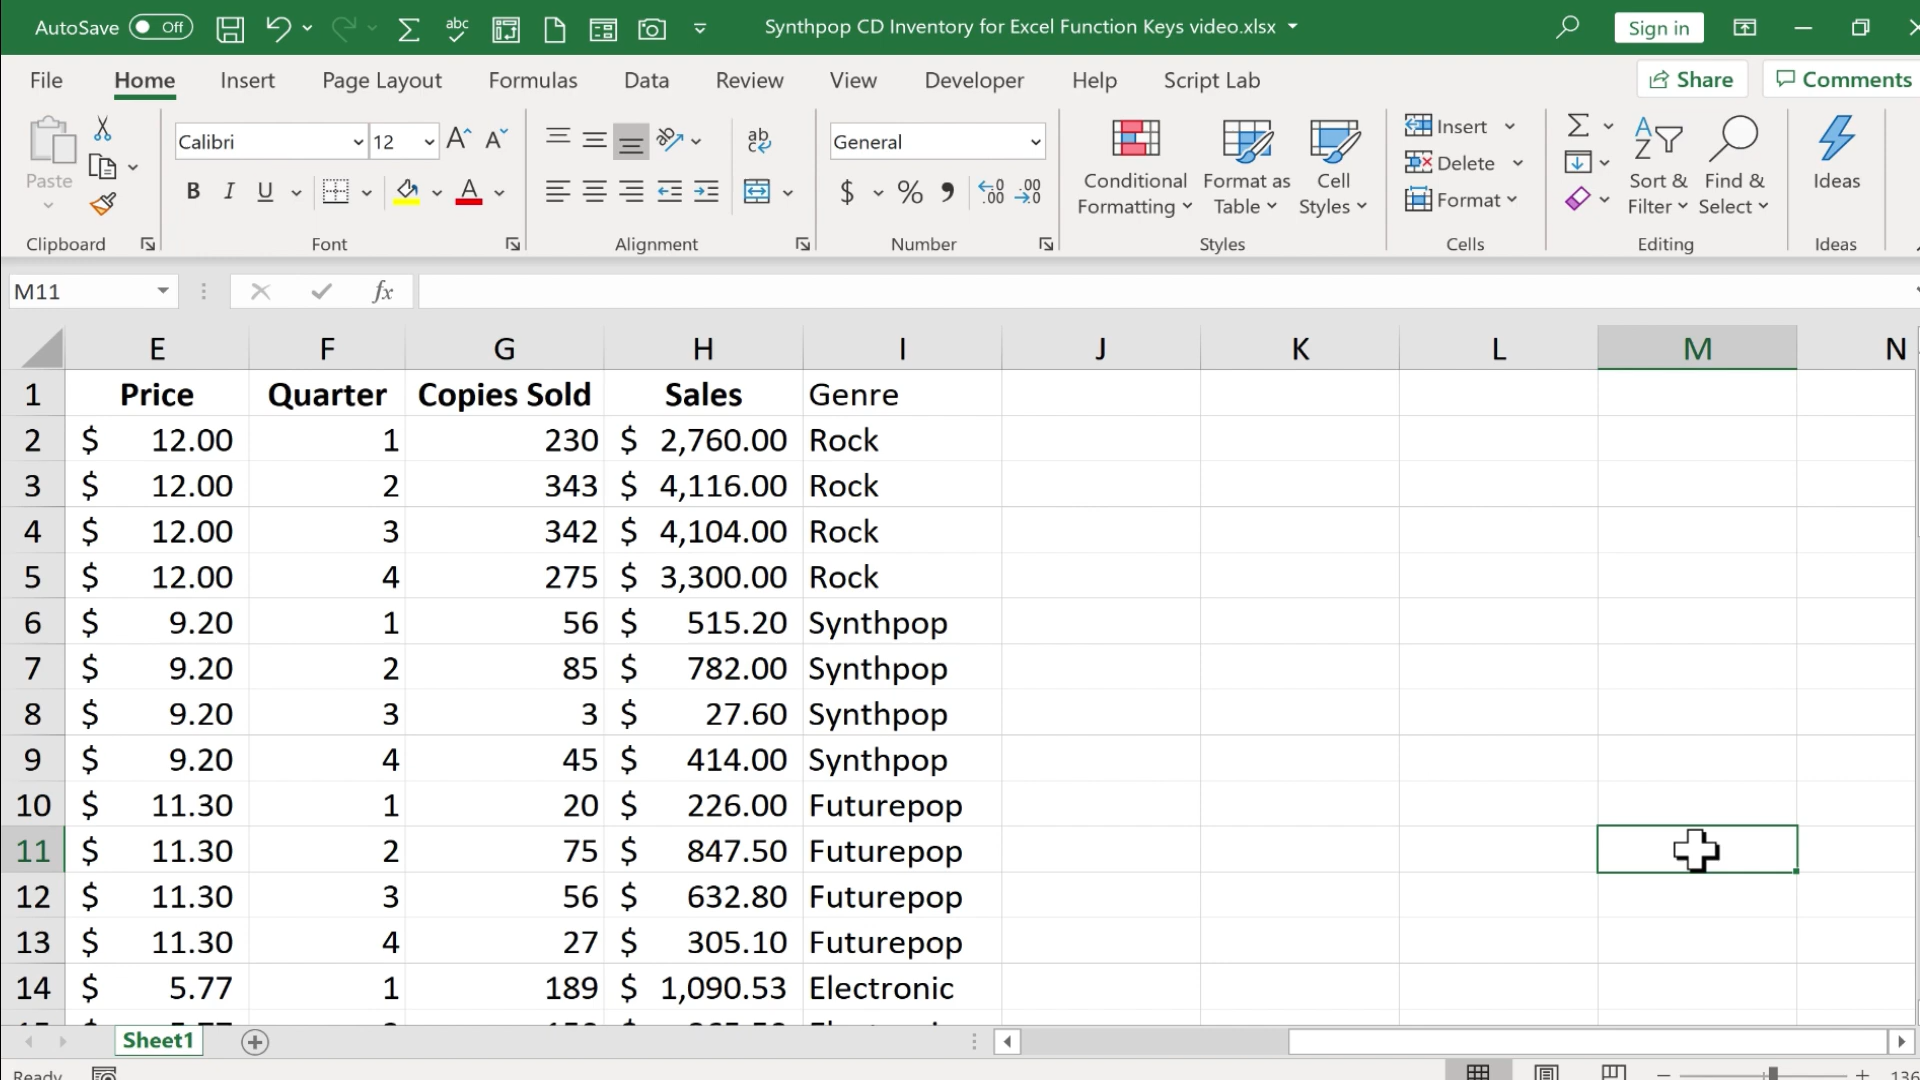 AutoSave Off Synthpop CD Inventory for Excel Function Keys video.xlsx Sign in
File Home Insert Page Layout Formulas Data Review View Developer Help Script Lab Share Comments
Paste Calibri 12 General Conditional Formatting Format as Table Cell Styles Insert Delete Format Sort & Filter Find & Select Ideas
Clipboard Font Alignment Number Styles Cells Editing Ideas
M11 fx
E F G H I J K L M N
1 Price Quarter Copies Sold Sales Genre
2 $ 12.00 1 230 $ 2,760.00 Rock
3 $ 12.00 2 343 $ 4,116.00 Rock
4 $ 12.00 3 342 $ 4,104.00 Rock
5 $ 12.00 4 275 $ 3,300.00 Rock
6 $ 9.20 1 56 $ 515.20 Synthpop
7 $ 9.20 2 85 $ 782.00 Synthpop
8 $ 9.20 3 3 $ 27.60 Synthpop
9 $ 9.20 4 45 $ 414.00 Synthpop
10 $ 11.30 1 20 $ 226.00 Futurepop
11 $ 11.30 2 75 $ 847.50 Futurepop
12 $ 11.30 3 56 $ 632.80 Futurepop
13 $ 11.30 4 27 $ 305.10 Futurepop
14 $ 5.77 1 189 $ 1,090.53 Electronic
Sheet1
Ready